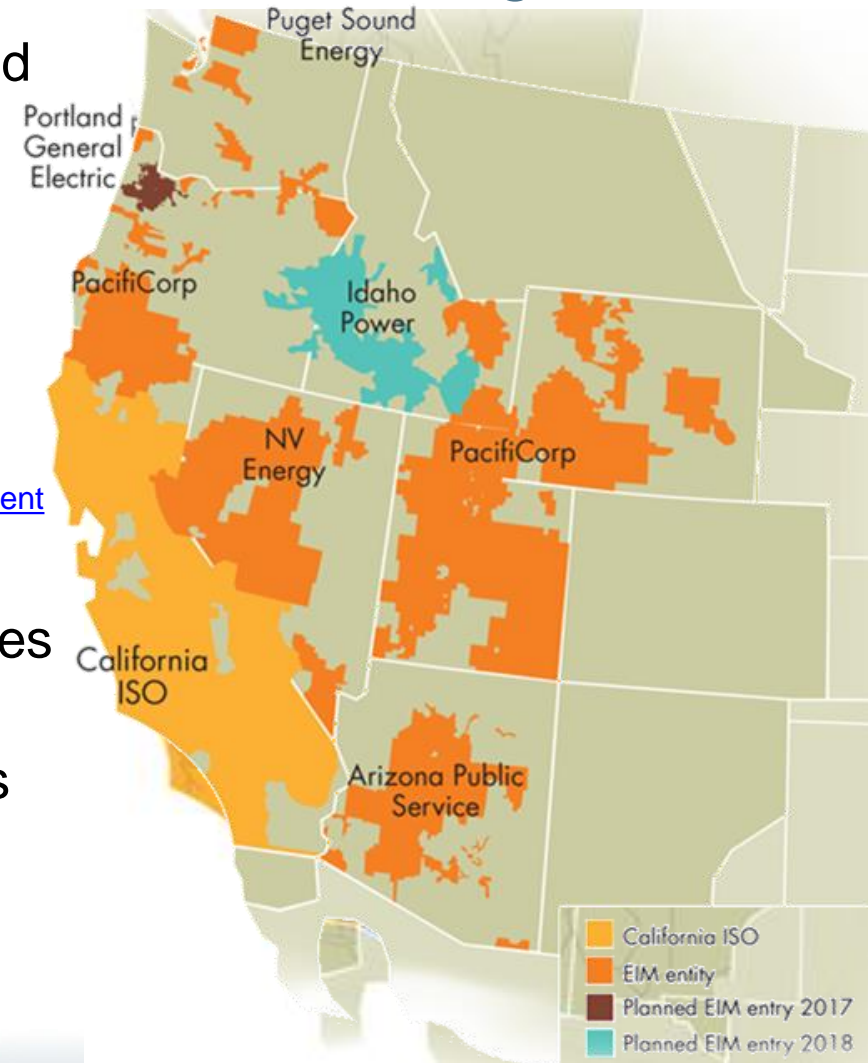 Puget Sound
Energy
d
Portland
General
Electric
PacifiCorp
Idaho
Power
NV
Energy
PacifiCorp
ent
es
California
ISO
s
Arizona Public
Service
California ISO
EIM entity
Planned EIM entry 2017
Planned EIM entry 2018